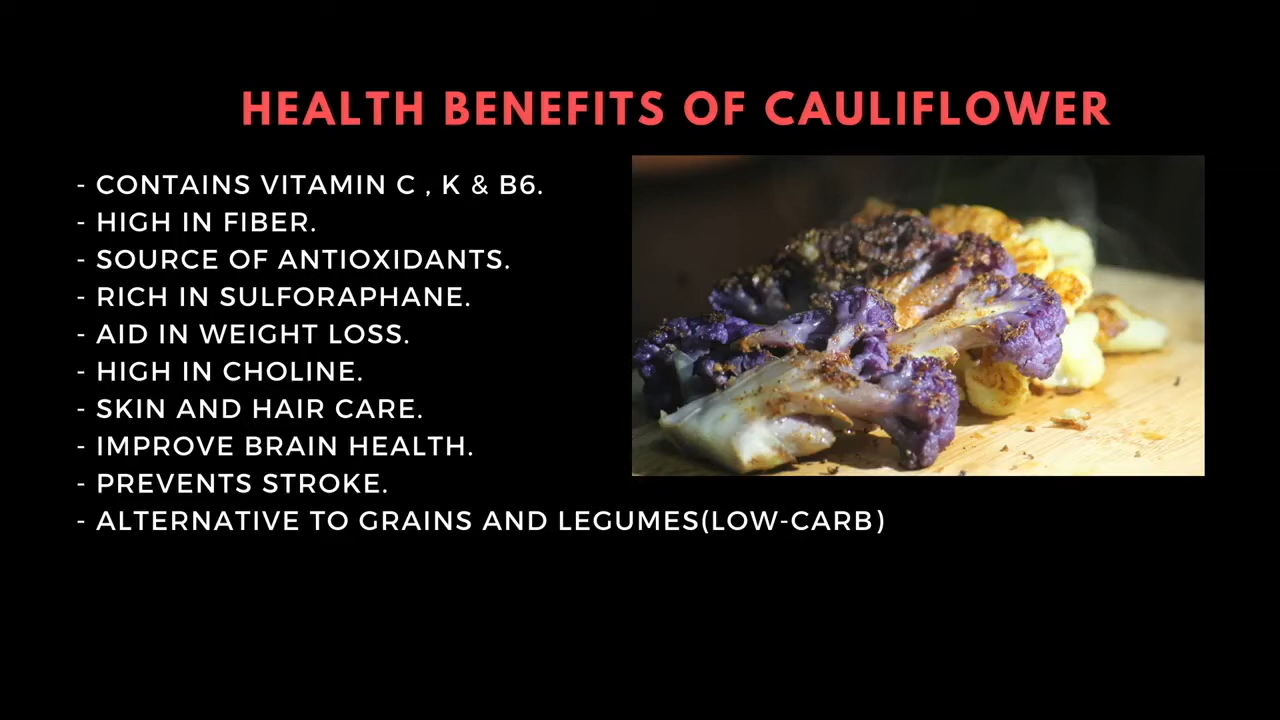 HEALTH BENEFITS OF CAULIFLOWER
- CONTAINS VITAMIN C , K & B6.
- HIGH IN FIBER.
- SOURCE OF ANTIOXIDANTS.
- RICH IN SULFORAPHANE.
- AID IN WEIGHT LOSS.
- HIGH IN CHOLINE.
- SKIN AND HAIR CARE.
- IMPROVE BRAIN HEALTH.
- PREVENTS STROKE.
- ALTERNATIVE TO GRAINS AND LEGUMES(LOW-CARB)